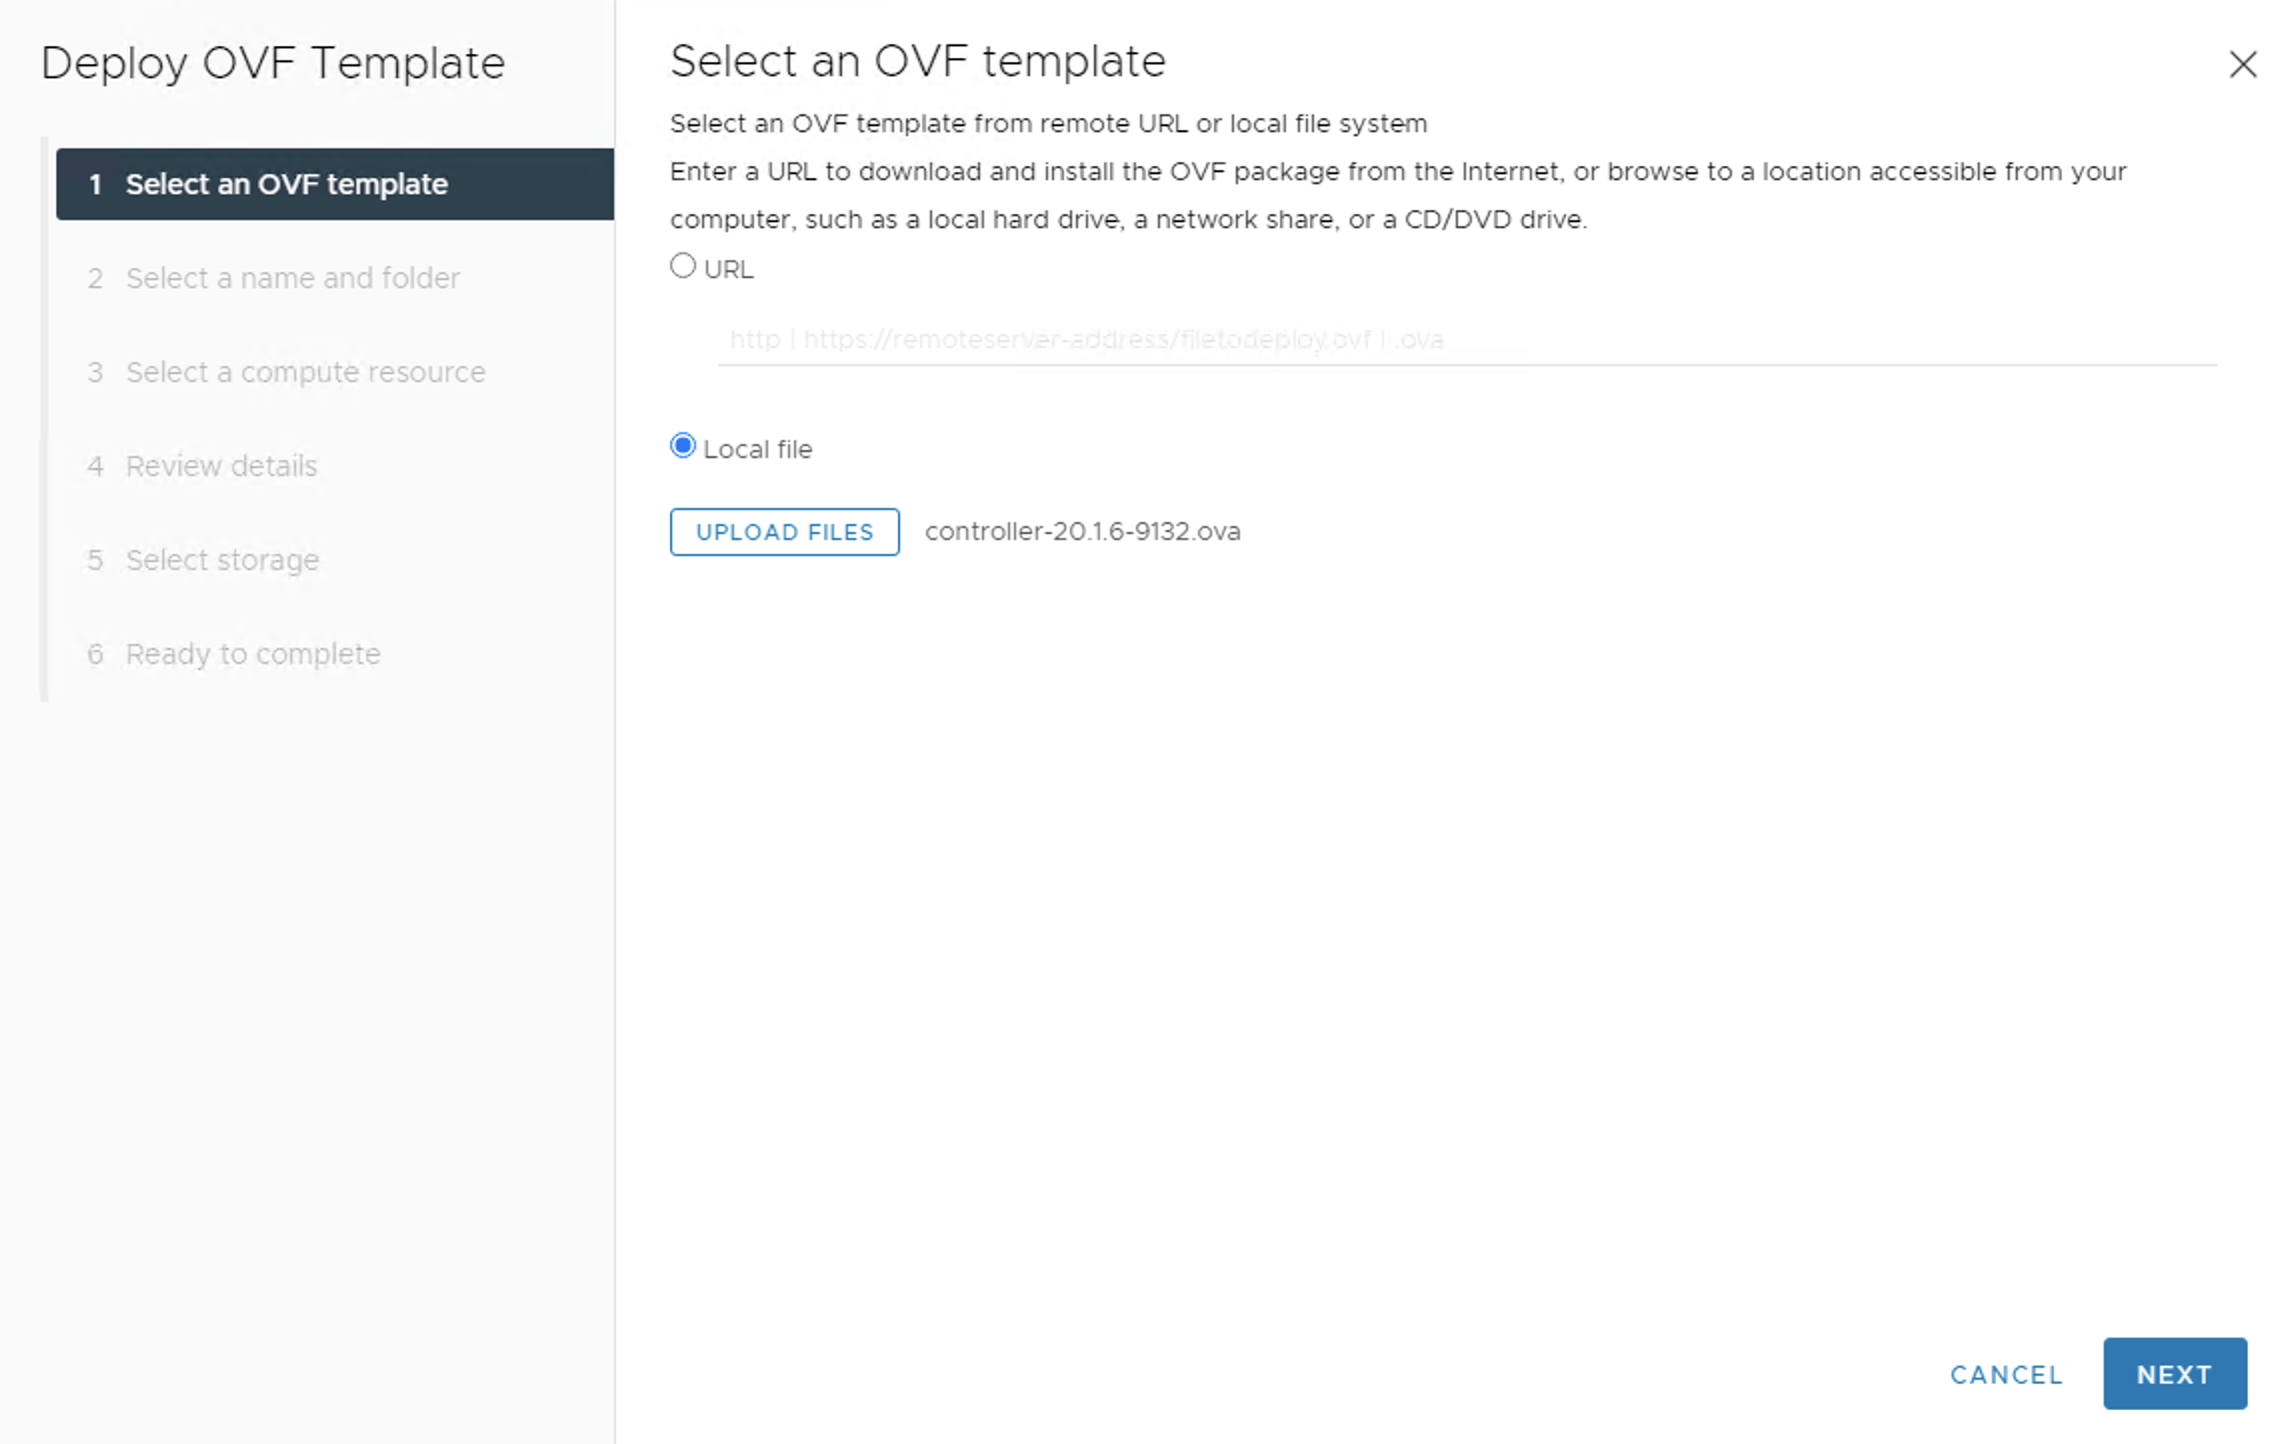 Deploy OVF Template
1 Select an OVF template
2 Select a name and folder
3 Select a compute resource
4 Review details
5 Select storage
6 Ready to complete
Select an OVF template
Select an OVF template from remote URL or local file system
Enter a URL to download and install the OVF package from the Internet, or browse to a location accessible from your
computer, such as a local hard drive, a network share, or a CD/DVD drive.
URL
http | https://remoteserver-address/filetodeploy.ovf | .ova
Local file
UPLOAD FILES controller-20.1.6-9132.ova
CANCEL NEXT